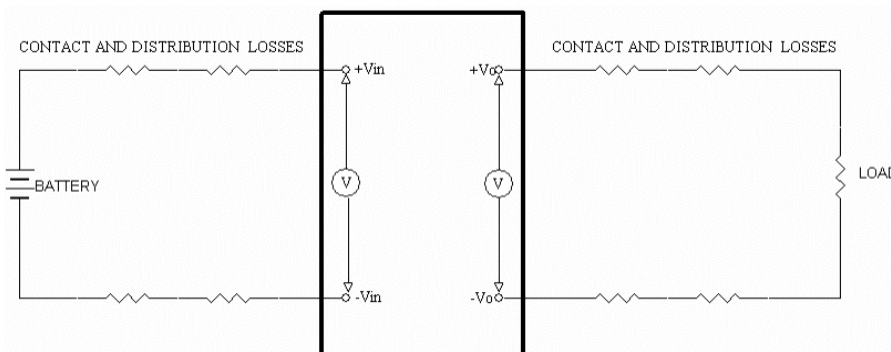 CONTACT AND DISTRIBUTION LOSSES
CONTACT AND DISTRIBUTION LOSSES
+Vin
+Vo
V
V
BATTERY
LOAD
-Vin
-Vo